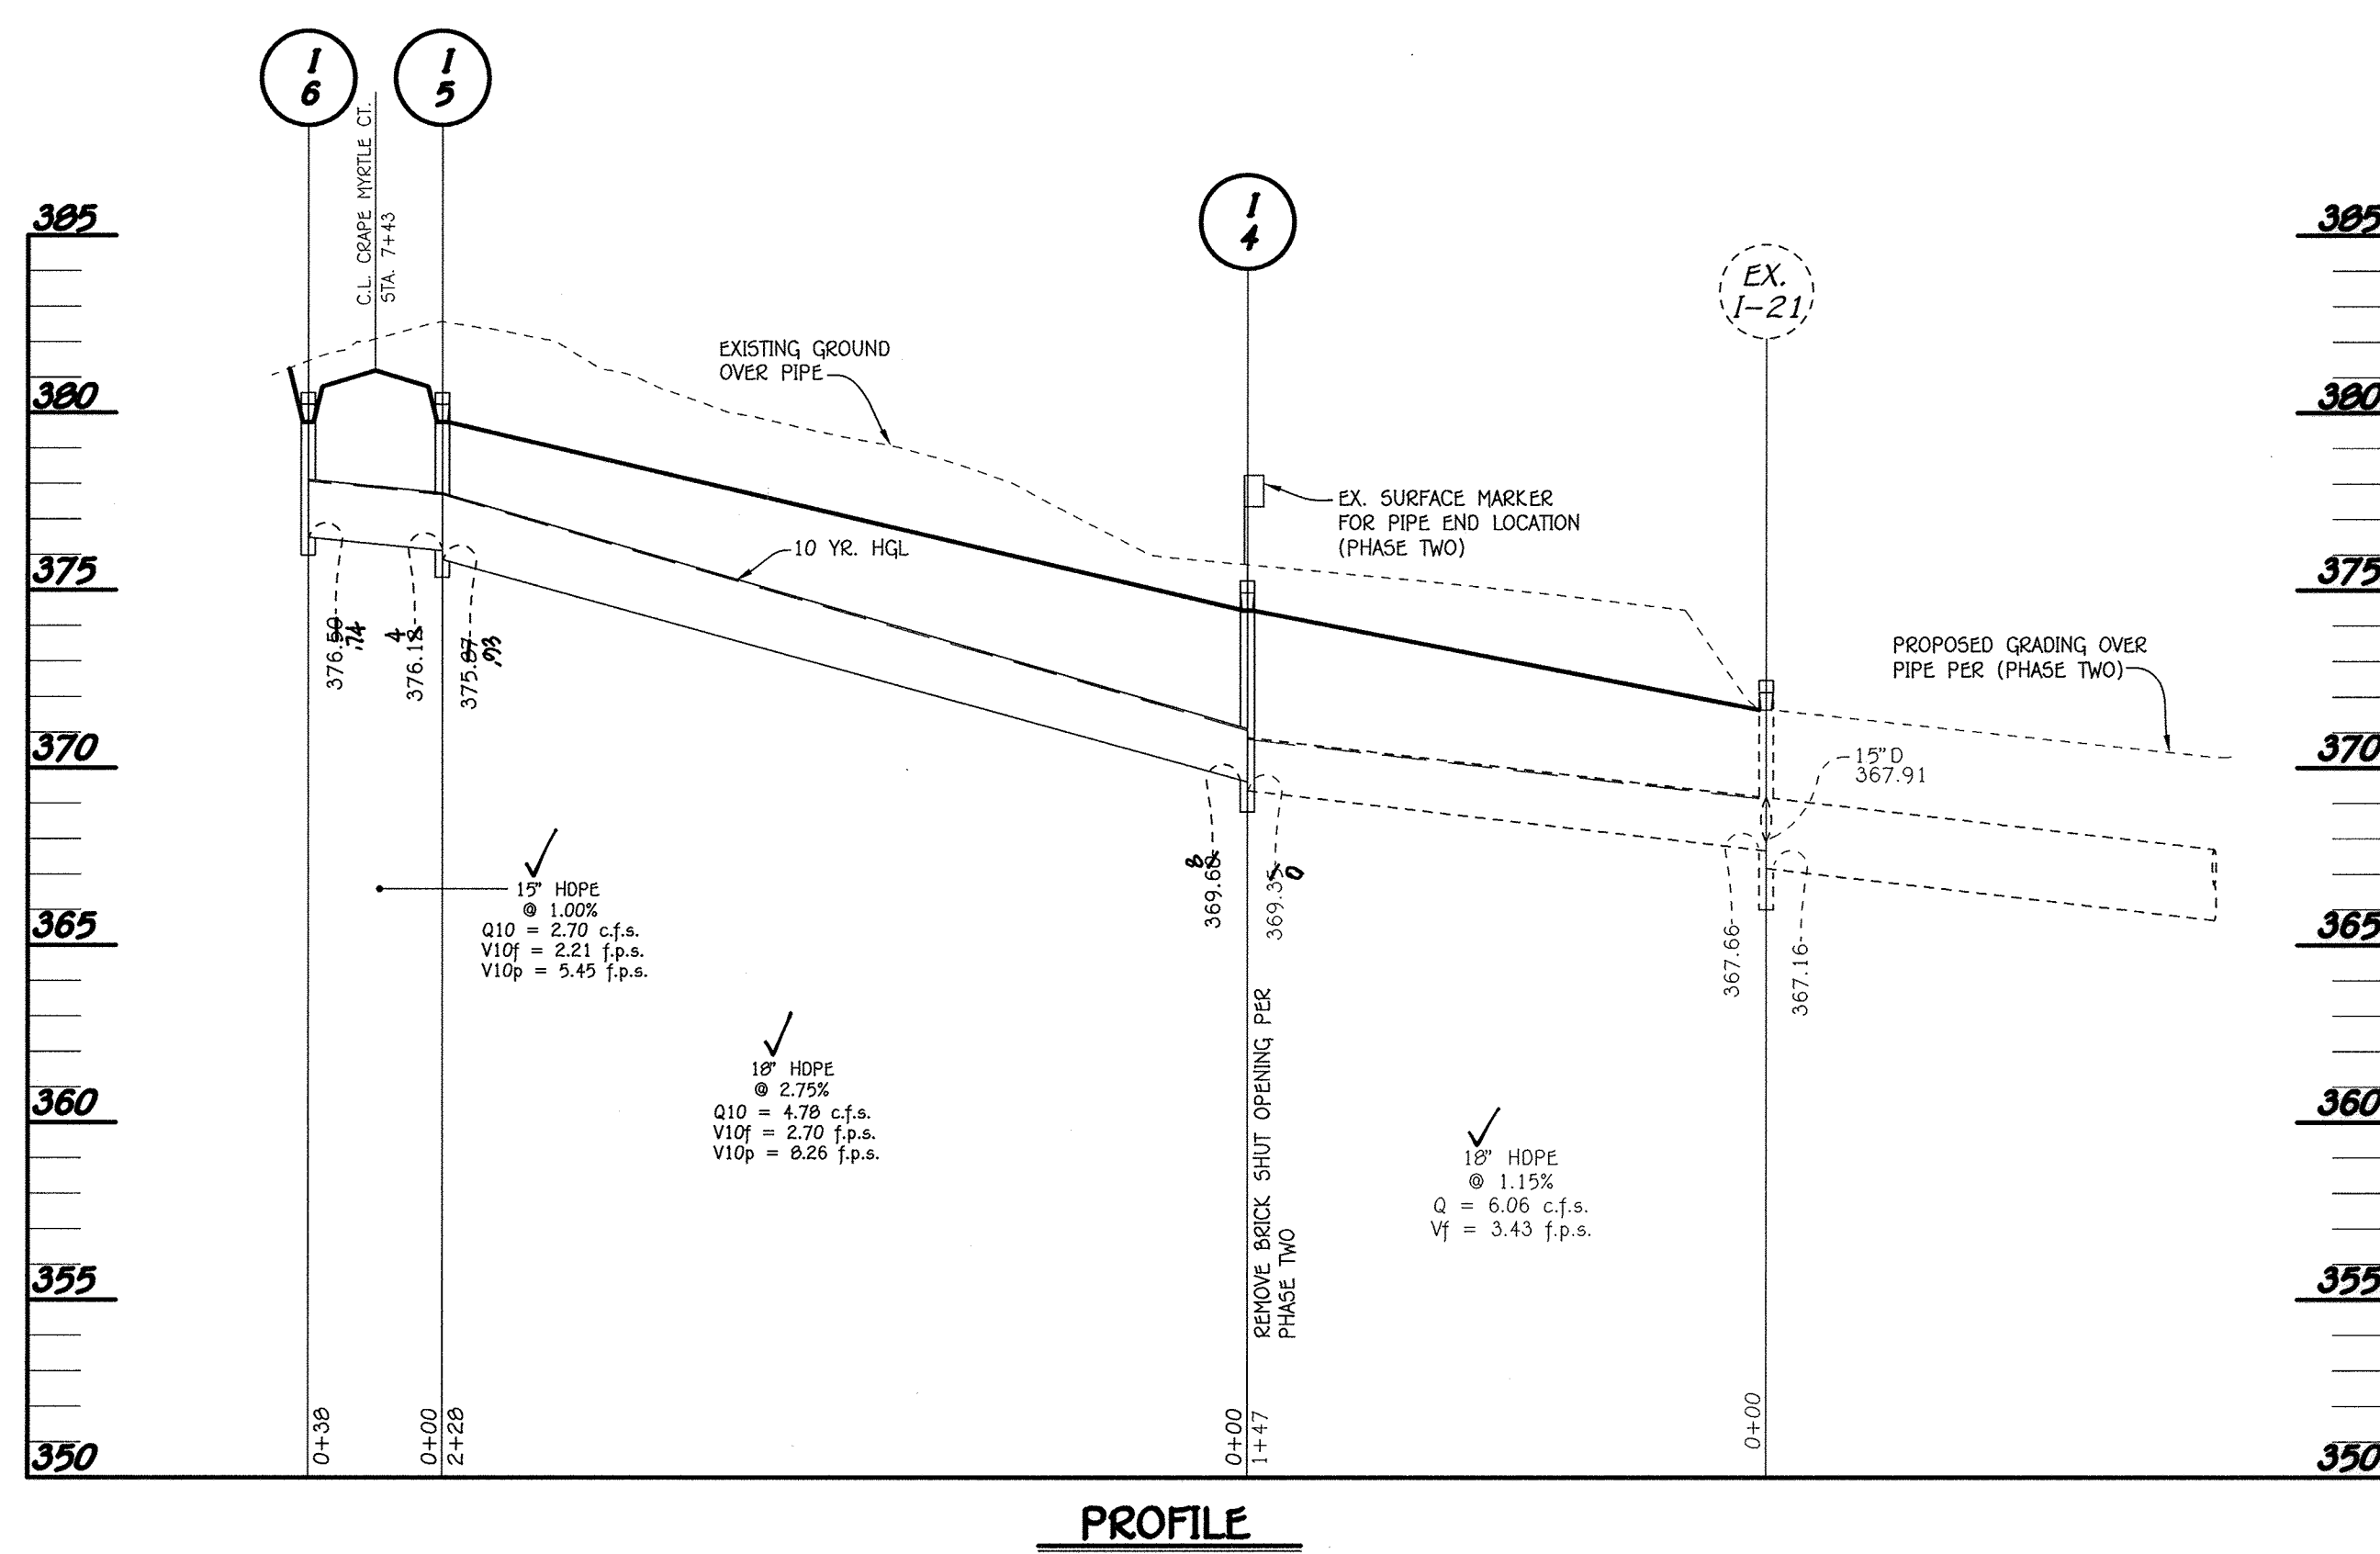 I
6
I
5
C.L. CRAPE MYRTLE CT.
STA. 7+43
I
4
EX.
I-21
385
385
380
380
375
375
370
370
365
365
360
360
355
355
350
350
EXISTING GROUND
OVER PIPE
10 YR. HGL
EX. SURFACE MARKER
FOR PIPE END LOCATION
(PHASE TWO)
PROPOSED GRADING OVER
PIPE PER (PHASE TWO)
15"D
367.91
376.50
.74
376.18
4
375.87
.93
369.68
8
369.35
0
367.66
367.16
15" HDPE
@ 1.00%
Q10 = 2.70 c.f.s.
V10f = 2.21 f.p.s.
V10p = 5.45 f.p.s.
18" HDPE
@ 2.75%
Q10 = 4.78 c.f.s.
V10f = 2.70 f.p.s.
V10p = 8.26 f.p.s.
18" HDPE
@ 1.15%
Q = 6.06 c.f.s.
Vf = 3.43 f.p.s.
REMOVE BRICK SHUT OPENING PER
PHASE TWO
0+38
0+00
2+28
0+00
1+47
0+00
PROFILE